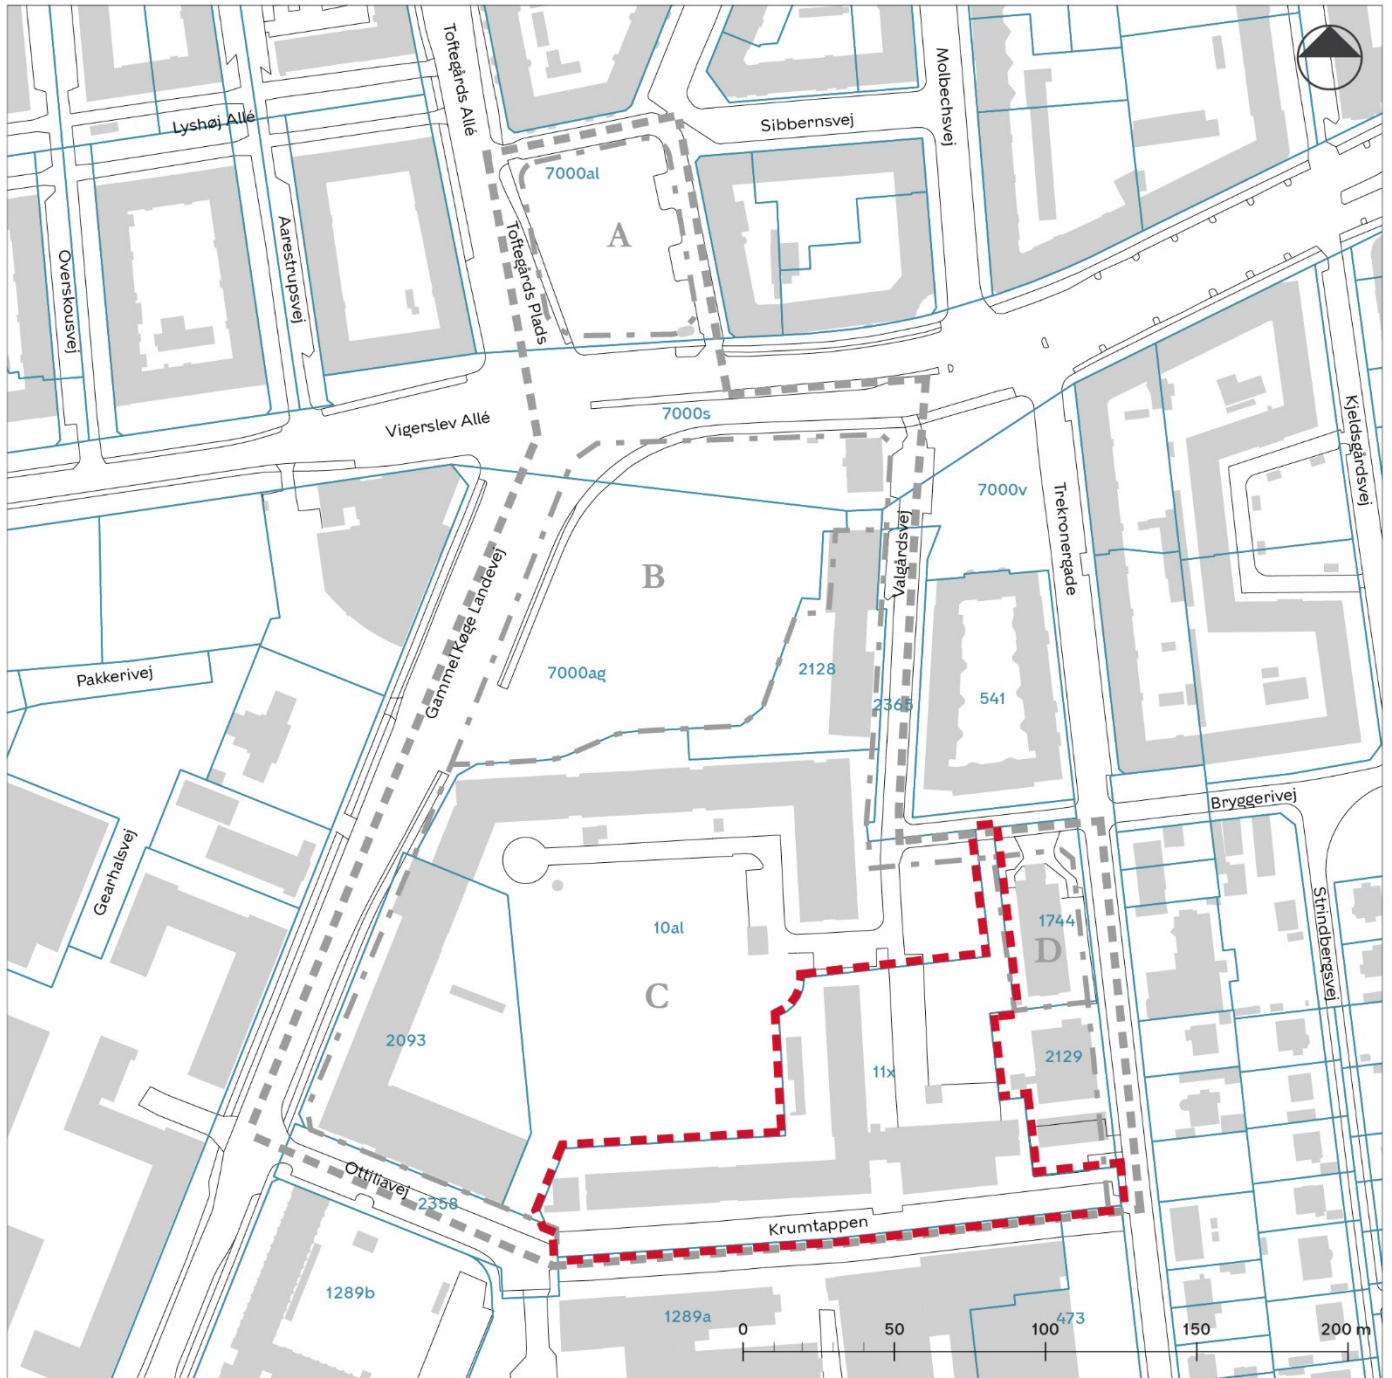 Toftegårds Allé
Molbechsvej
Lyshøj Allé
Sibbernsvej
7000al
A
Aarestrupsvej
Overskousvej
Toftegårds Plads
Vigerslev Allé
7000s
Kjeldsgårdsvej
7000v
Trekronergade
Valgårdsvej
B
Gammel Køge Landevej
Pakkerivej
7000ag
2128
2365
541
Bryggerivej
Gearhalsvej
10al
1744
D
Strindbergsvej
C
2093
2129
11x
Ottiliavej
2358
Krumtappen
1289b
1289a
473
0 50 100 150 200 m